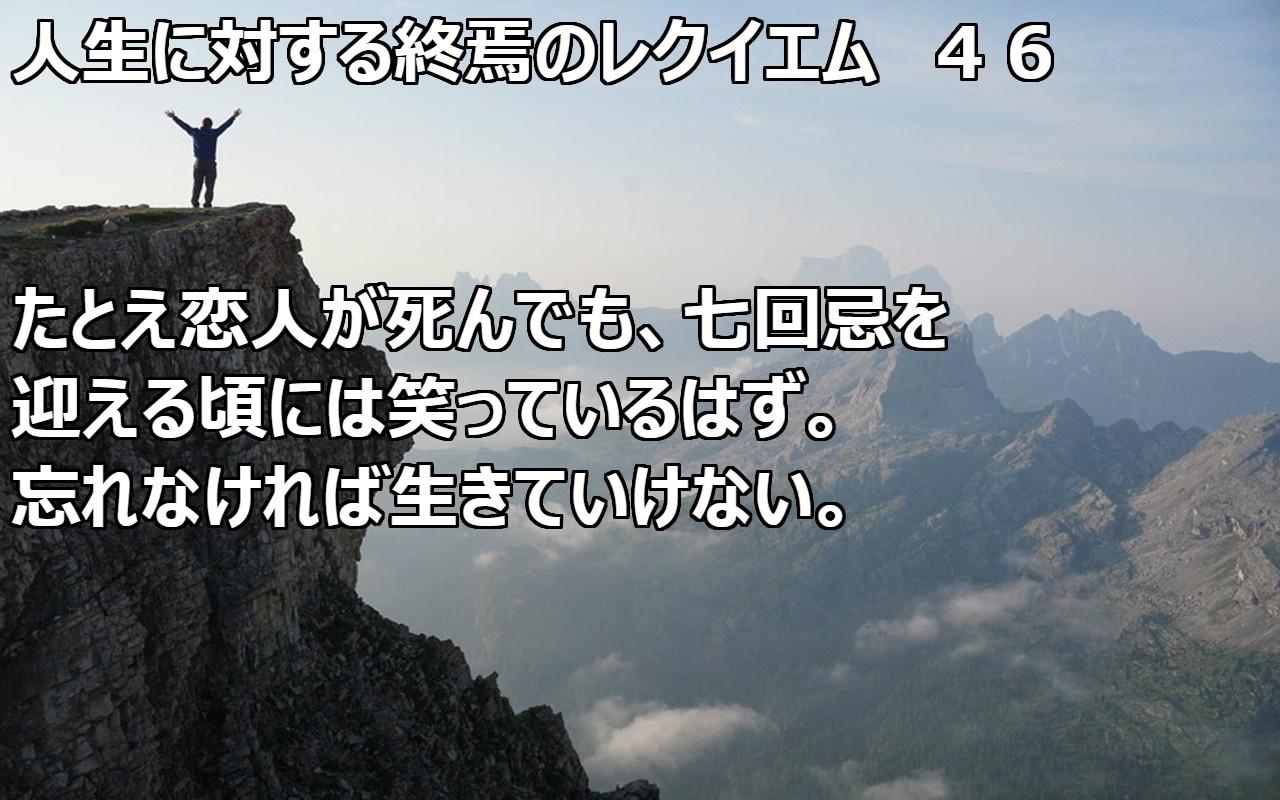 人生に対する終焉のレクイエム　４６
たとえ恋人が死んでも、七回忌を
迎える頃には笑っているはず。
忘れなければ生きていけない。